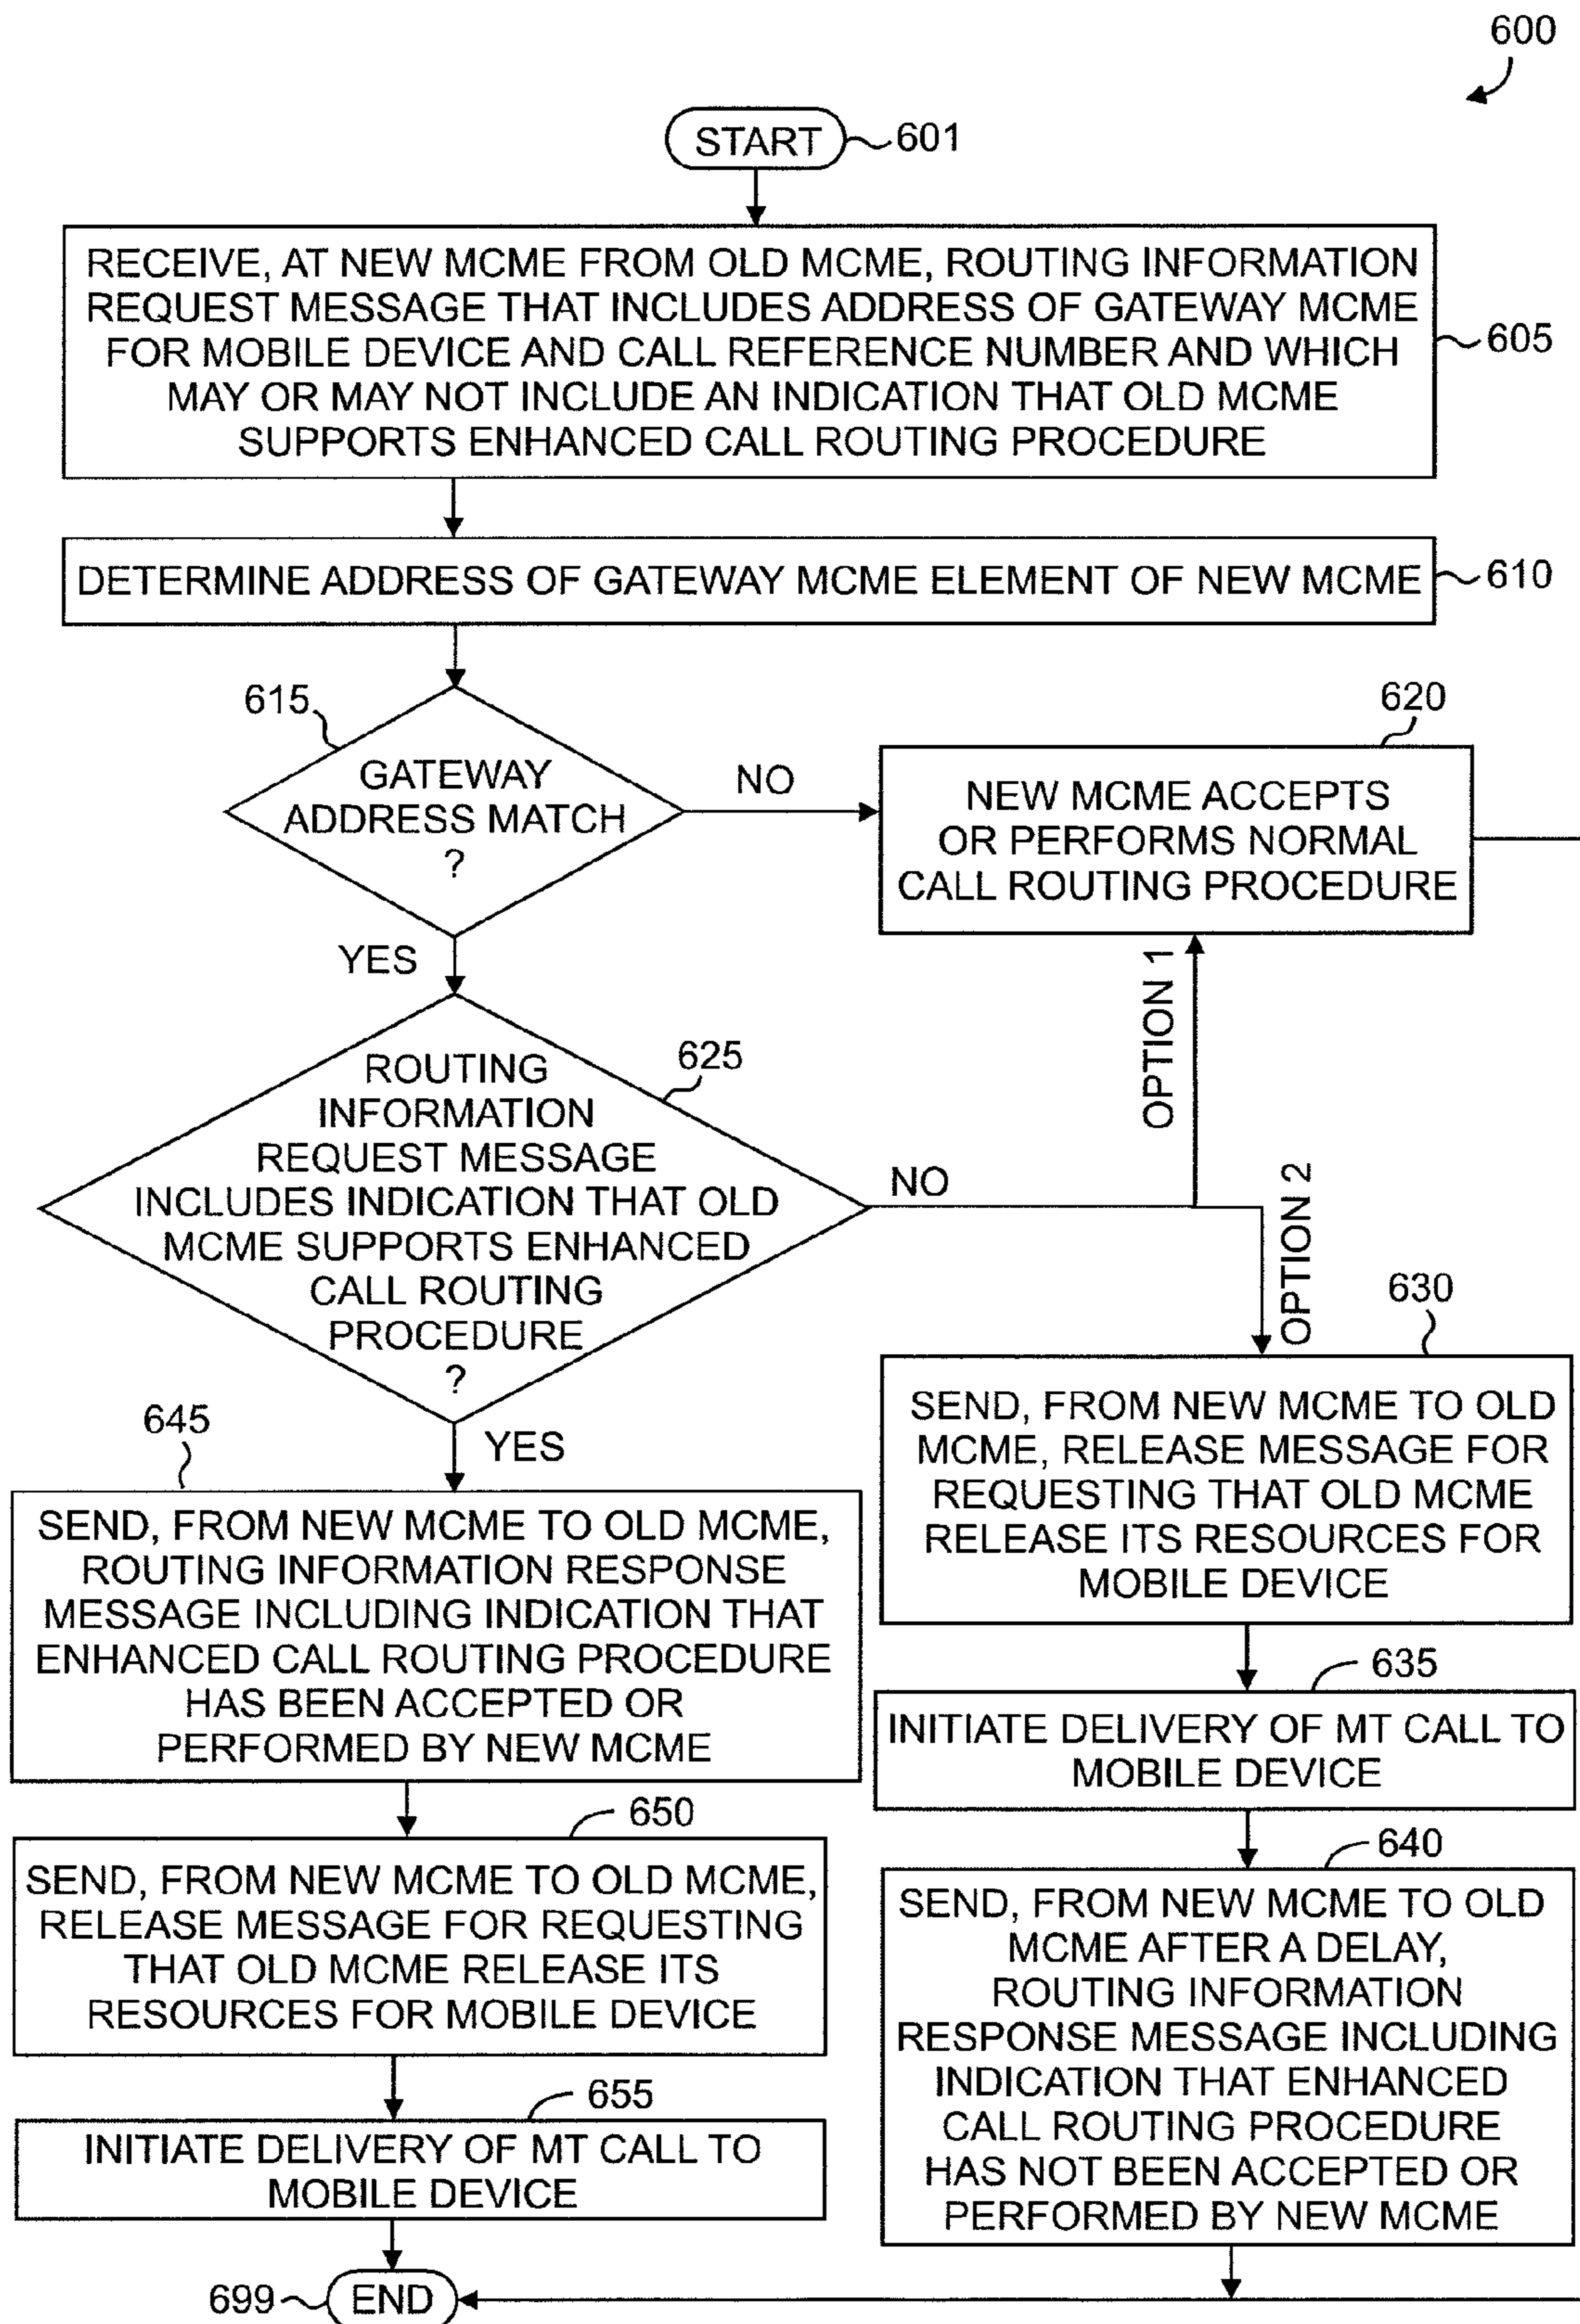 600
START
601
RECEIVE, AT NEW MCME FROM OLD MCME, ROUTING INFORMATION
REQUEST MESSAGE THAT INCLUDES ADDRESS OF GATEWAY MCME
FOR MOBILE DEVICE AND CALL REFERENCE NUMBER AND WHICH
MAY OR MAY NOT INCLUDE AN INDICATION THAT OLD MCME
SUPPORTS ENHANCED CALL ROUTING PROCEDURE
605
DETERMINE ADDRESS OF GATEWAY MCME ELEMENT OF NEW MCME
610
615
GATEWAY
ADDRESS MATCH
?
NO
620
NEW MCME ACCEPTS
OR PERFORMS NORMAL
CALL ROUTING PROCEDURE
YES
625
ROUTING
INFORMATION
REQUEST MESSAGE
INCLUDES INDICATION THAT OLD
MCME SUPPORTS ENHANCED
CALL ROUTING
PROCEDURE
?
NO
OPTION 1
OPTION 2
630
SEND, FROM NEW MCME TO OLD
MCME, RELEASE MESSAGE FOR
REQUESTING THAT OLD MCME
RELEASE ITS RESOURCES FOR
MOBILE DEVICE
635
INITIATE DELIVERY OF MT CALL TO
MOBILE DEVICE
640
SEND, FROM NEW MCME TO OLD
MCME AFTER A DELAY,
ROUTING INFORMATION
RESPONSE MESSAGE INCLUDING
INDICATION THAT ENHANCED
CALL ROUTING PROCEDURE
HAS NOT BEEN ACCEPTED OR
PERFORMED BY NEW MCME
YES
645
SEND, FROM NEW MCME TO OLD MCME,
ROUTING INFORMATION RESPONSE
MESSAGE INCLUDING INDICATION THAT
ENHANCED CALL ROUTING PROCEDURE
HAS BEEN ACCEPTED OR
PERFORMED BY NEW MCME
650
SEND, FROM NEW MCME TO OLD MCME,
RELEASE MESSAGE FOR REQUESTING
THAT OLD MCME RELEASE ITS
RESOURCES FOR MOBILE DEVICE
655
INITIATE DELIVERY OF MT CALL TO
MOBILE DEVICE
699
END